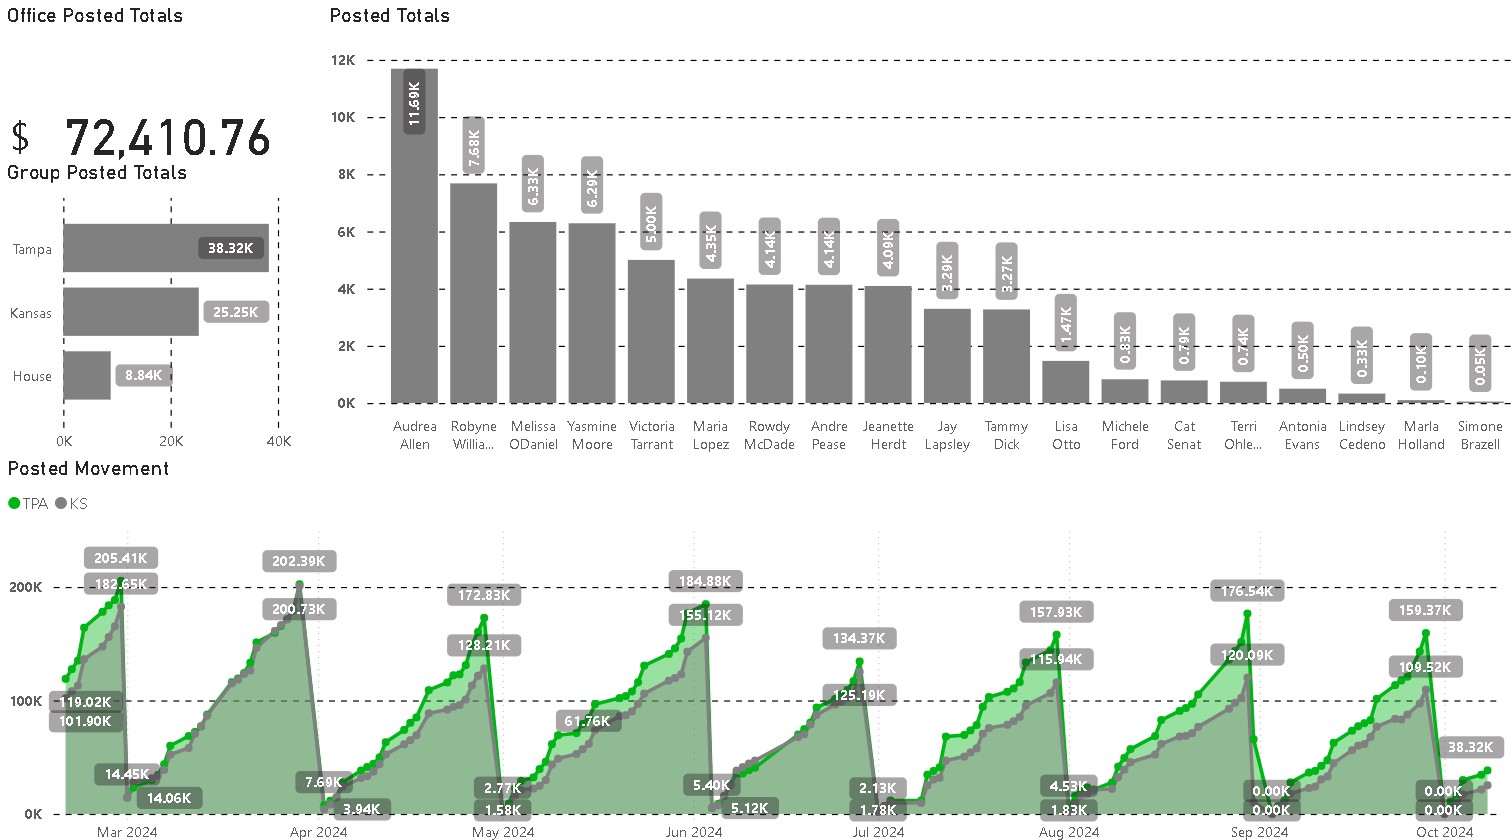 Office Posted Totals
$ 72,410.76
Group Posted Totals
Tampa 38.32K
Kansas 25.25K
House 8.84K
0K 20K 40K
Posted Totals
12K
10K
8K
6K
4K
2K
0K
11.69K 7.68K 6.33K 6.29K 5.00K 4.35K 4.14K 4.14K 4.09K 3.29K 3.27K 1.47K 0.83K 0.79K 0.74K 0.50K 0.33K 0.10K 0.05K
Audrea Robyne Melissa Yasmine Victoria Maria Rowdy Andre Jeanette Jay Tammy Lisa Michele Cat Terri Antonia Lindsey Marla Simone
Allen Willia... ODaniel Moore Tarrant Lopez McDade Pease Herdt Lapsley Dick Otto Ford Senat Ohle... Evans Cedeno Holland Brazell
Posted Movement
TPA KS
200K
100K
0K
205.41K
182.65K
119.02K
101.90K
14.45K
14.06K
202.39K
200.73K
7.69K
3.94K
172.83K
128.21K
2.77K
1.58K
61.76K
184.88K
155.12K
5.40K
5.12K
134.37K
125.19K
2.13K
1.78K
157.93K
115.94K
4.53K
1.83K
176.54K
120.09K
0.00K
0.00K
159.37K
109.52K
38.32K
0.00K
0.00K
Mar 2024 Apr 2024 May 2024 Jun 2024 Jul 2024 Aug 2024 Sep 2024 Oct 2024